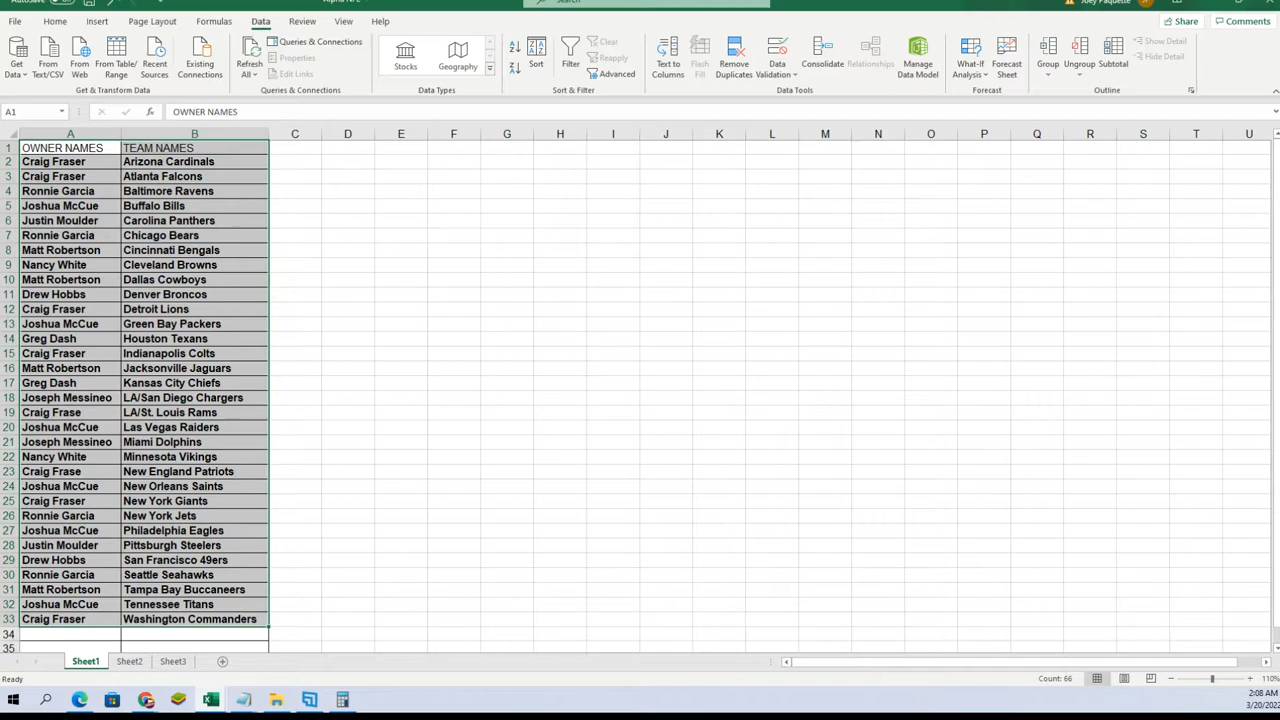 Joey Paquette
File Home Insert Page Layout Formulas Data Review View Help Share Comments
Get Data From Text/CSV From Web From Table/Range Recent Sources Existing Connections
Get & Transform Data
Refresh All Queries & Connections Properties Edit Links
Queries & Connections
Stocks Geography
Data Types
Sort Filter Clear Reapply Advanced
Sort & Filter
Text to Columns Flash Fill Remove Duplicates Data Validation Consolidate Relationships Manage Data Model
Data Tools
What-If Analysis Forecast Sheet
Forecast
Group Ungroup Subtotal Show Detail Hide Detail
Outline
A1 fx OWNER NAMES
A B C D E F G H I J K L M N O P Q R S T U
1 OWNER NAMES TEAM NAMES
2 Craig Fraser Arizona Cardinals
3 Craig Fraser Atlanta Falcons
4 Ronnie Garcia Baltimore Ravens
5 Joshua McCue Buffalo Bills
6 Justin Moulder Carolina Panthers
7 Ronnie Garcia Chicago Bears
8 Matt Robertson Cincinnati Bengals
9 Nancy White Cleveland Browns
10 Matt Robertson Dallas Cowboys
11 Drew Hobbs Denver Broncos
12 Craig Fraser Detroit Lions
13 Joshua McCue Green Bay Packers
14 Greg Dash Houston Texans
15 Craig Fraser Indianapolis Colts
16 Matt Robertson Jacksonville Jaguars
17 Greg Dash Kansas City Chiefs
18 Joseph Messineo LA/San Diego Chargers
19 Craig Frase LA/St. Louis Rams
20 Joshua McCue Las Vegas Raiders
21 Joseph Messineo Miami Dolphins
22 Nancy White Minnesota Vikings
23 Craig Frase New England Patriots
24 Joshua McCue New Orleans Saints
25 Craig Fraser New York Giants
26 Ronnie Garcia New York Jets
27 Joshua McCue Philadelphia Eagles
28 Justin Moulder Pittsburgh Steelers
29 Drew Hobbs San Francisco 49ers
30 Ronnie Garcia Seattle Seahawks
31 Matt Robertson Tampa Bay Buccaneers
32 Joshua McCue Tennessee Titans
33 Craig Fraser Washington Commanders
34
35
Sheet1 Sheet2 Sheet3
Ready Count: 66 110%
2:08 AM